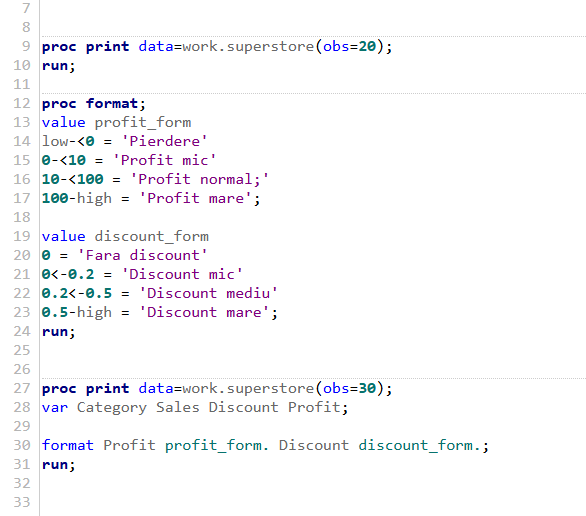 7
8
9 proc print data=work.superstore(obs=20);
10 run;
11
12 proc format;
13 value profit_form
14 low-<0 = 'Pierdere'
15 0-<10 = 'Profit mic'
16 10-<100 = 'Profit normal;'
17 100-high = 'Profit mare';
18
19 value discount_form
20 0 = 'Fara discount'
21 0<-0.2 = 'Discount mic'
22 0.2<-0.5 = 'Discount mediu'
23 0.5-high = 'Discount mare';
24 run;
25
26
27 proc print data=work.superstore(obs=30);
28 var Category Sales Discount Profit;
29
30 format Profit profit_form. Discount discount_form.;
31 run;
32
33